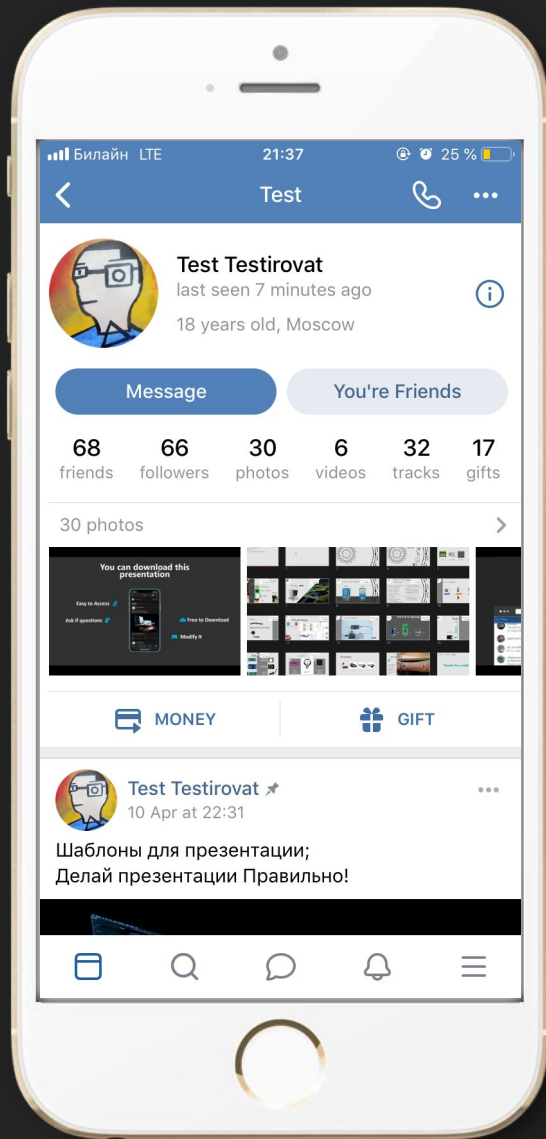 Билайн LTE 21:37 25 %
Test
Test Testirovat
last seen 7 minutes ago
18 years old, Moscow
Message You're Friends
68 66 30 6 32 17
friends followers photos videos tracks gifts
30 photos
You can download this
presentation
Easy to Access
Free to Download
Ask if questions
Modify It
MONEY GIFT
Test Testirovat
10 Apr at 22:31
Шаблоны для презентации;
Делай презентации Правильно!